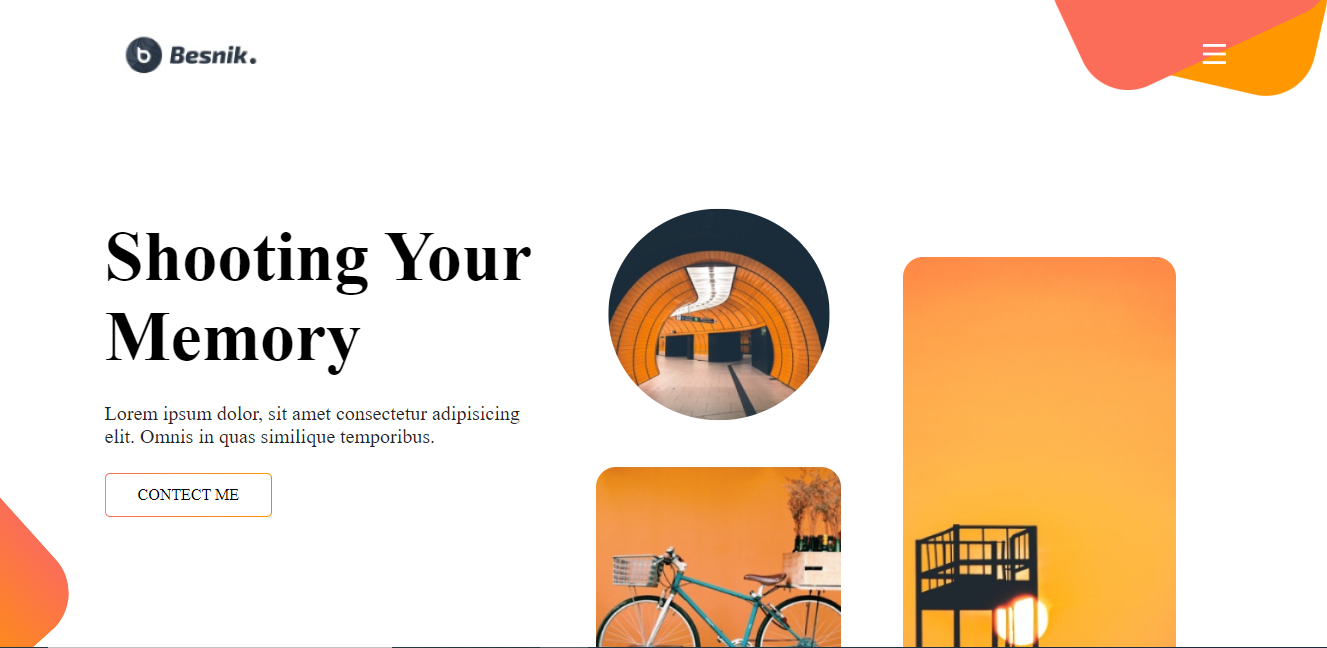 Besnik.
Shooting Your
Memory
Lorem ipsum dolor, sit amet consectetur adipisicing
elit. Omnis in quas similique temporibus.
CONTECT ME